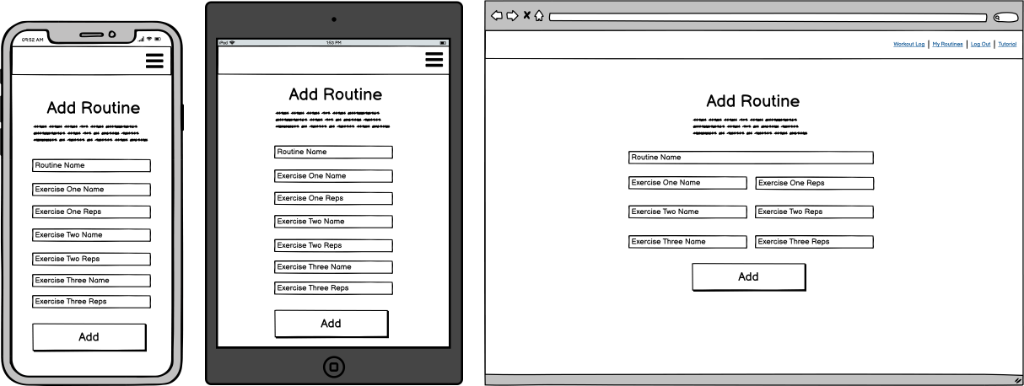 09:52 AM
Add Routine
Routine Name
Exercise One Name
Exercise One Reps
Exercise Two Name
Exercise Two Reps
Exercise Three Name
Exercise Three Reps
Add
iPad
1:55 PM
Add Routine
Routine Name
Exercise One Name
Exercise One Reps
Exercise Two Name
Exercise Two Reps
Exercise Three Name
Exercise Three Reps
Add
Workout Log | My Routines | Log Out | Tutorial
Add Routine
Routine Name
Exercise One Name
Exercise One Reps
Exercise Two Name
Exercise Two Reps
Exercise Three Name
Exercise Three Reps
Add